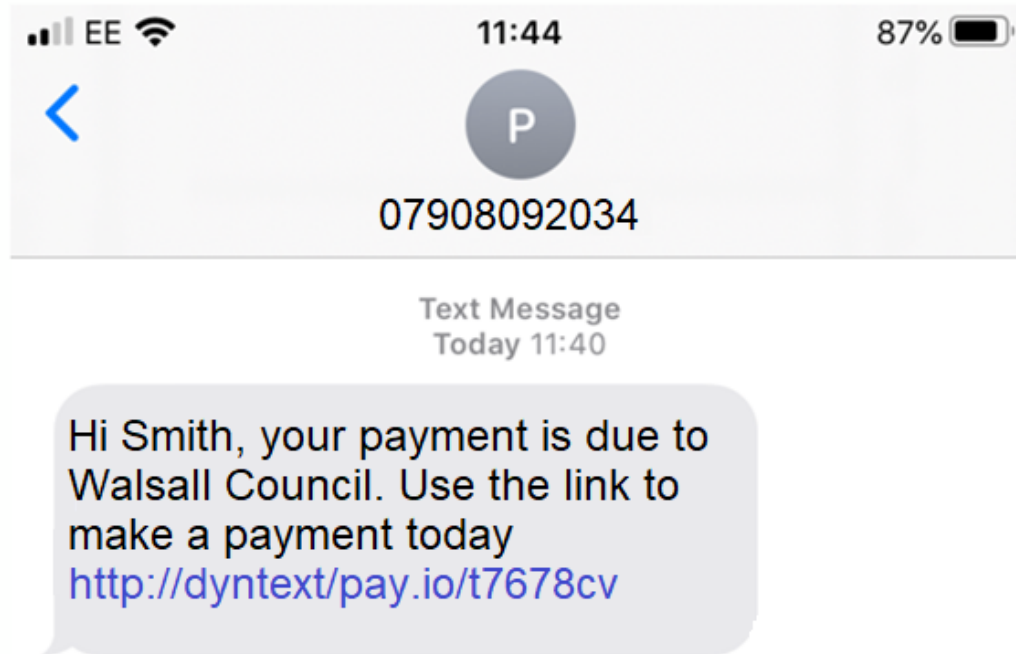 EE 11:44 87%
P
07908092034
Text Message
Today 11:40
Hi Smith, your payment is due to
Walsall Council. Use the link to
make a payment today
http://dyntext/pay.io/t7678cv